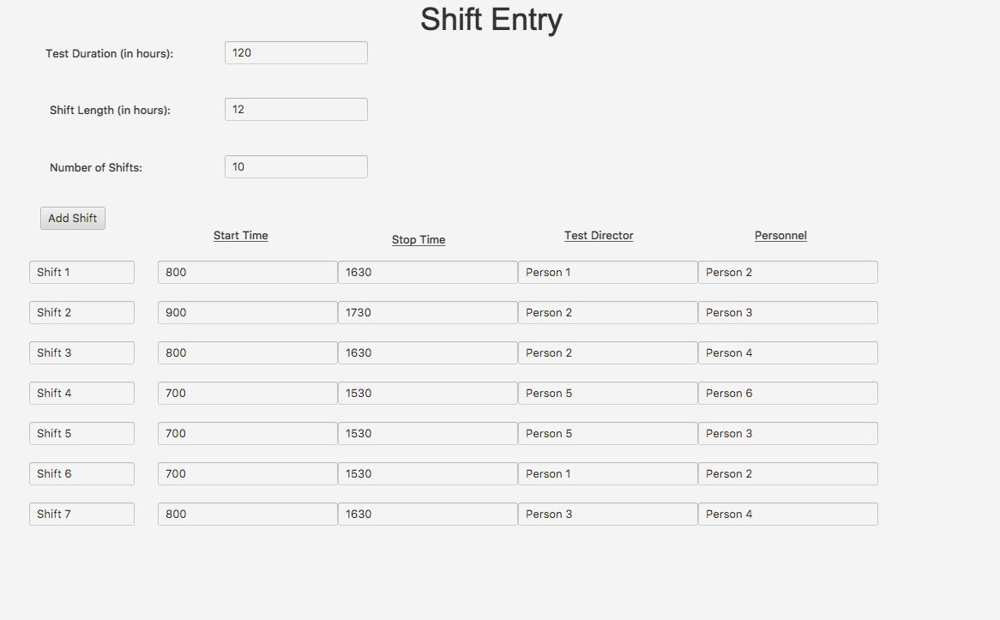 Shift Entry
Test Duration (in hours): 120
Shift Length (in hours): 12
Number of Shifts: 10
Add Shift
Start Time Stop Time Test Director Personnel
Shift 1 800 1630 Person 1 Person 2
Shift 2 900 1730 Person 2 Person 3
Shift 3 800 1630 Person 2 Person 4
Shift 4 700 1530 Person 5 Person 6
Shift 5 700 1530 Person 5 Person 3
Shift 6 700 1530 Person 1 Person 2
Shift 7 800 1630 Person 3 Person 4